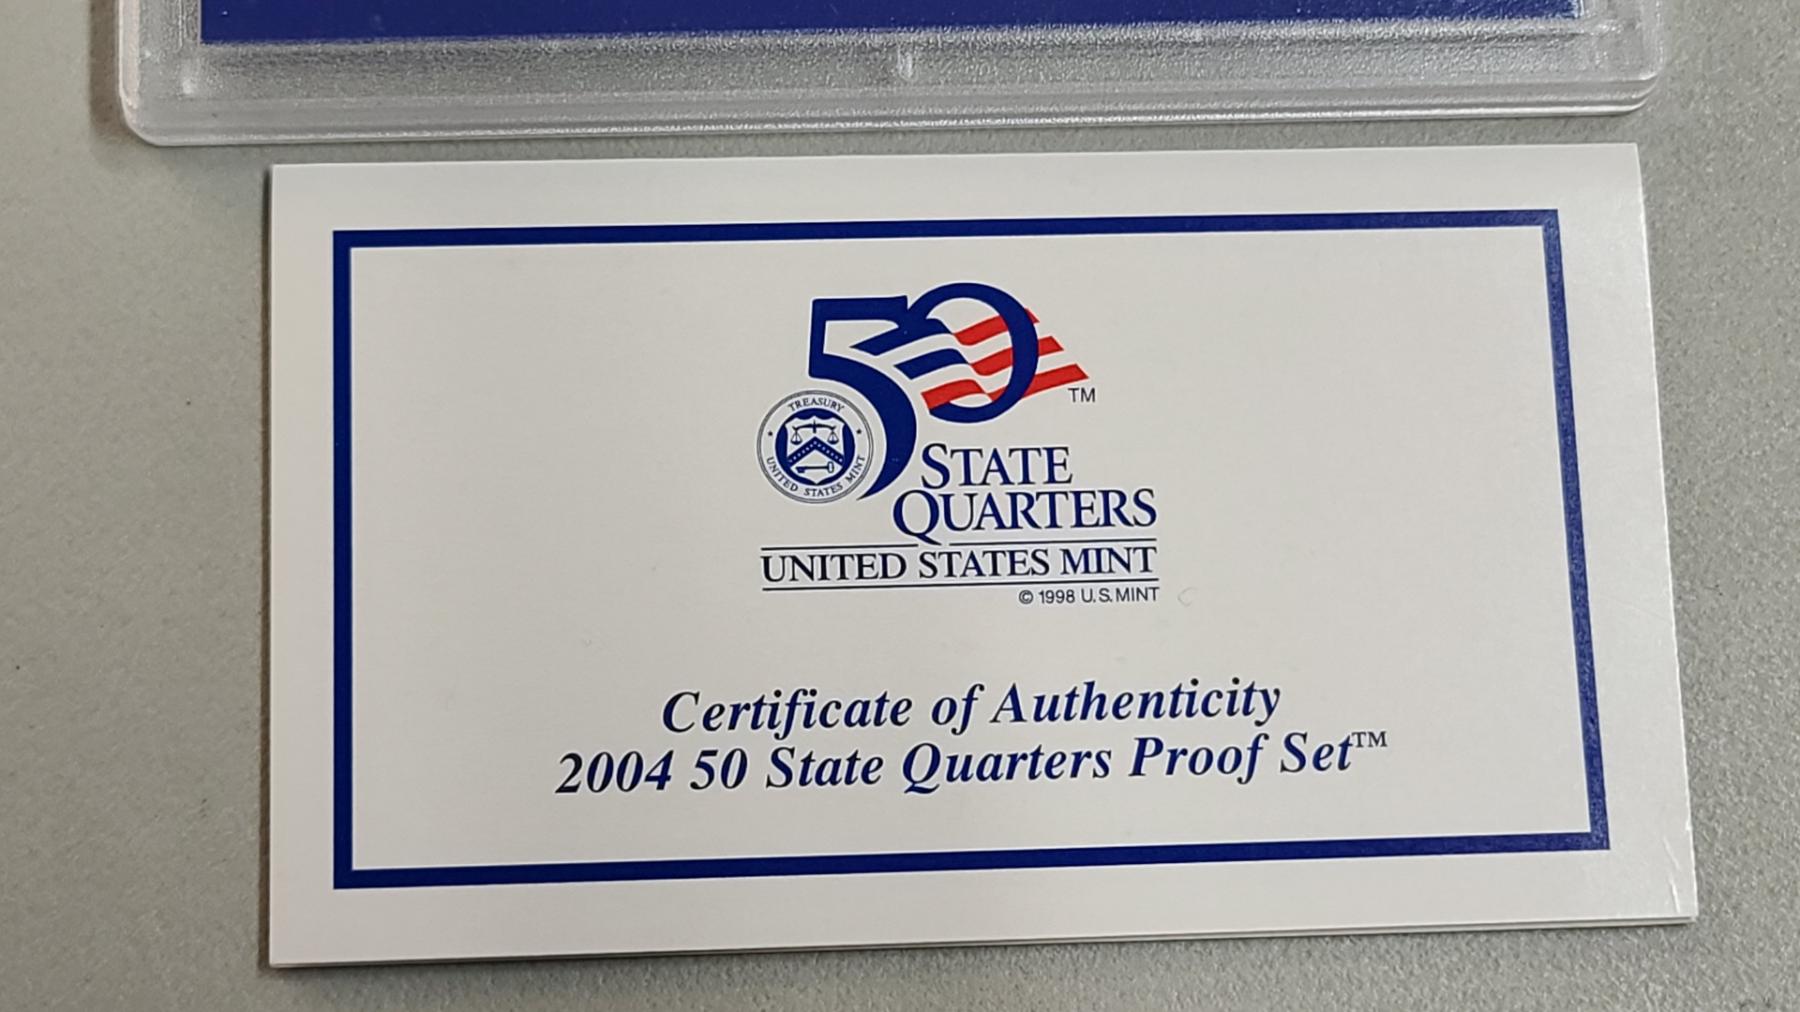 50
TM
TREASURY
UNITED STATES MINT
STATE
QUARTERS
UNITED STATES MINT
© 1998 U.S. MINT
Certificate of Authenticity
2004 50 State Quarters Proof Set™